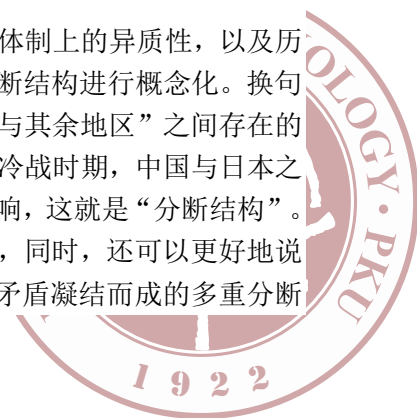 体制上的异质性，以及历
断结构进行概念化。换句
与其余地区”之间存在的
冷战时期，中国与日本之
响，这就是“分断结构”。
，同时，还可以更好地说
矛盾凝结而成的多重分断
OLOGY · PKU
1922